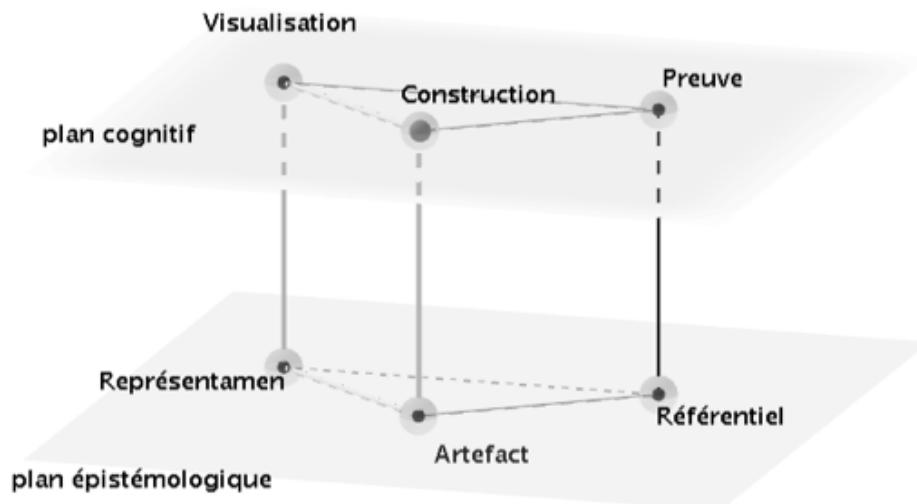 Visualisation
Preuve
Construction
plan cognitif
Représentamen
Référentiel
Artefact
plan épistémologique